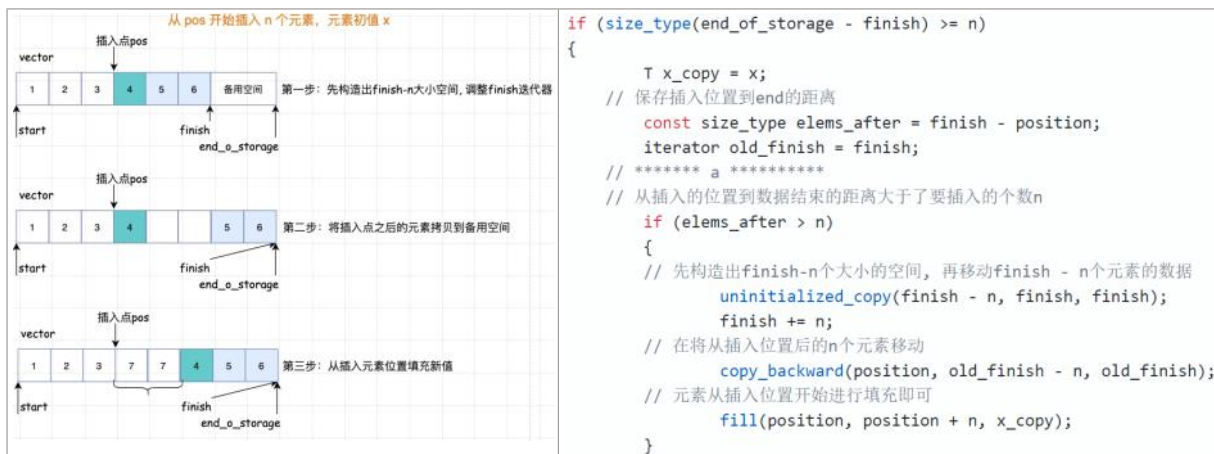 从 pos 开始插入 n 个元素，元素初值 x
插入点pos
vector
1 2 3 4 5 6 备用空间 第一步：先构造出finish-n大小空间, 调整finish迭代器
start
finish
end_o_storage
插入点pos
vector
1 2 3 4 5 6 第二步：将插入点之后的元素拷贝到备用空间
start
finish
end_o_storage
插入点pos
vector
1 2 3 7 7 4 5 6 第三步：从插入元素位置填充新值
start
finish
end_o_storage
if (size_type(end_of_storage - finish) >= n)
{
T x_copy = x;
// 保存插入位置到end的距离
const size_type elems_after = finish - position;
iterator old_finish = finish;
// ******* a **********
// 从插入的位置到数据结束的距离大于了要插入的个数n
if (elems_after > n)
{
// 先构造出finish-n个大小的空间, 再移动finish - n个元素的数据
uninitialized_copy(finish - n, finish, finish);
finish += n;
// 在将从插入位置后的n个元素移动
copy_backward(position, old_finish - n, old_finish);
// 元素从插入位置开始进行填充即可
fill(position, position + n, x_copy);
}